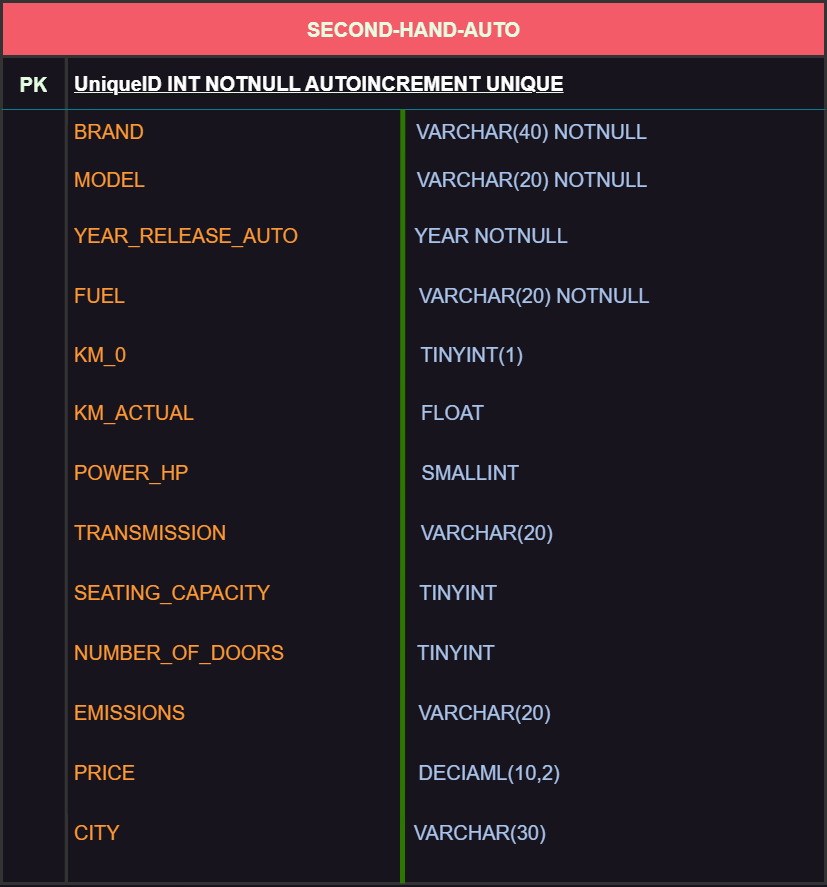 SECOND-HAND-AUTO
PK UniqueID INT NOTNULL AUTOINCREMENT UNIQUE
BRAND VARCHAR(40) NOTNULL
MODEL VARCHAR(20) NOTNULL
YEAR_RELEASE_AUTO YEAR NOTNULL
FUEL VARCHAR(20) NOTNULL
KM_0 TINYINT(1)
KM_ACTUAL FLOAT
POWER_HP SMALLINT
TRANSMISSION VARCHAR(20)
SEATING_CAPACITY TINYINT
NUMBER_OF_DOORS TINYINT
EMISSIONS VARCHAR(20)
PRICE DECIAML(10,2)
CITY VARCHAR(30)